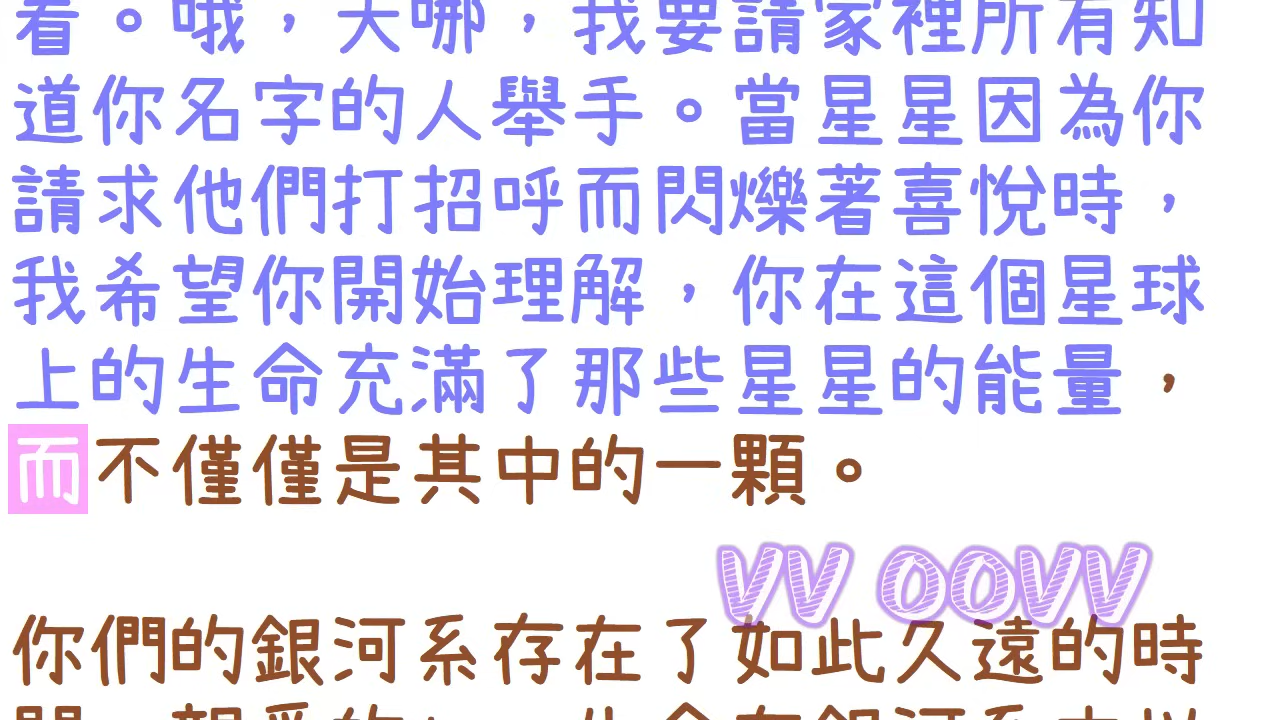 看。哦，天哪，我要請家裡所有知
道你名字的人舉手。當星星因為你
請求他們打招呼而閃爍著喜悅時，
我希望你開始理解，你在這個星球
上的生命充滿了那些星星的能量，
而不僅僅是其中的一顆。
VV OOVV
你們的銀河系存在了如此久遠的時